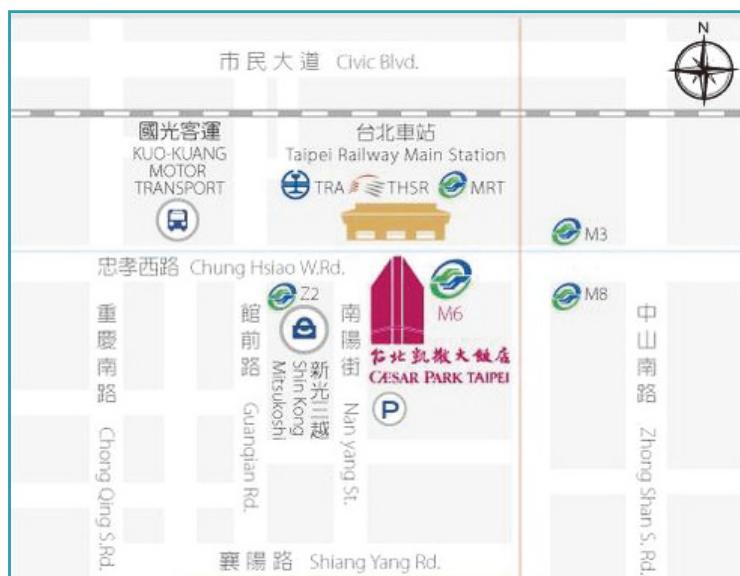 N
市民大道 Civic Blvd.
國光客運
KUO-KUANG
MOTOR
TRANSPORT
台北車站
Taipei Railway Main Station
TRA THSR MRT
M3
忠孝西路 Chung Hsiao W.Rd.
Z2
M6
M8
重慶南路 Chong Qing S.Rd.
館前路 Guanqian Rd.
新光三越
Shin Kong
Mitsukoshi
南陽街 Nan yang St.
台北凱撒大飯店
CÆSAR PARK TAIPEI
P
中山南路 Zhong Shan S. Rd.
襄陽路 Shiang Yang Rd.